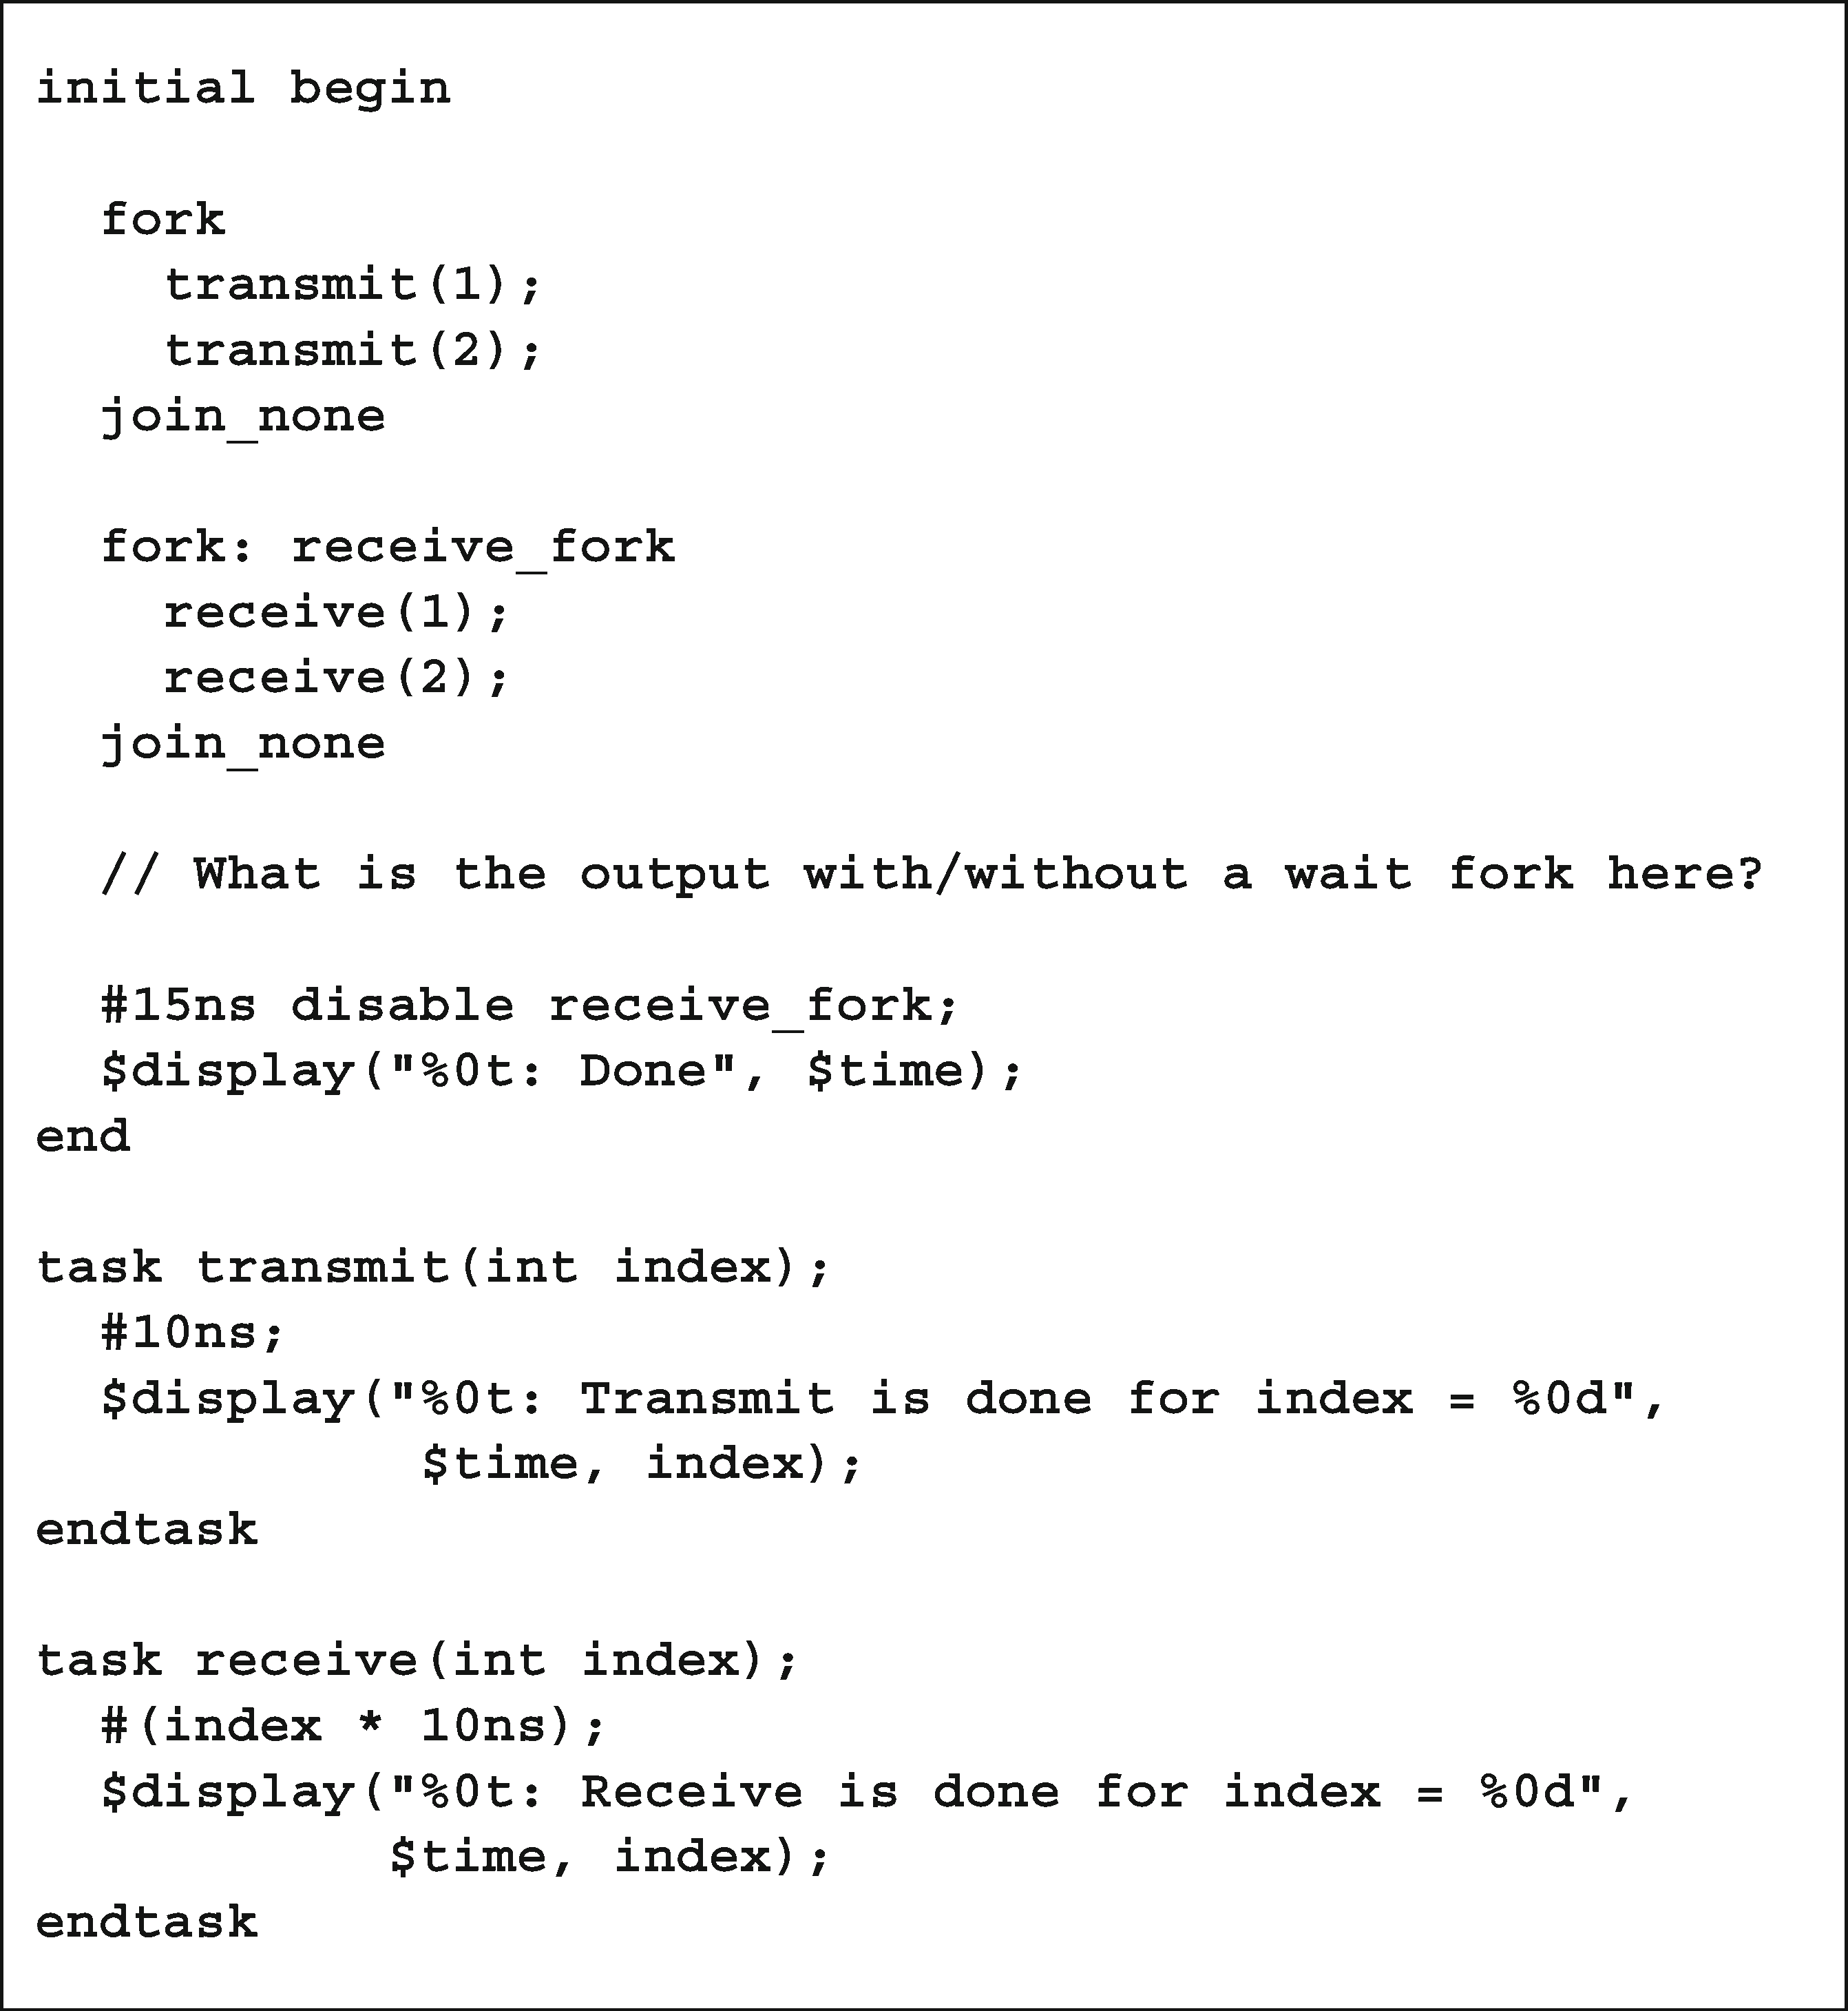 initial begin
fork
transmit(1);
transmit(2);
join_none
fork: receive_fork
receive(1);
receive(2);
join_none
// What is the output with/without a wait fork here?
#15ns disable receive_fork;
$display("%0t: Done", $time);
end
task transmit(int index);
#10ns;
$display("%0t: Transmit is done for index = %0d",
$time, index);
endtask
task receive(int index);
#(index * 10ns);
$display("%0t: Receive is done for index = %0d",
$time, index);
endtask